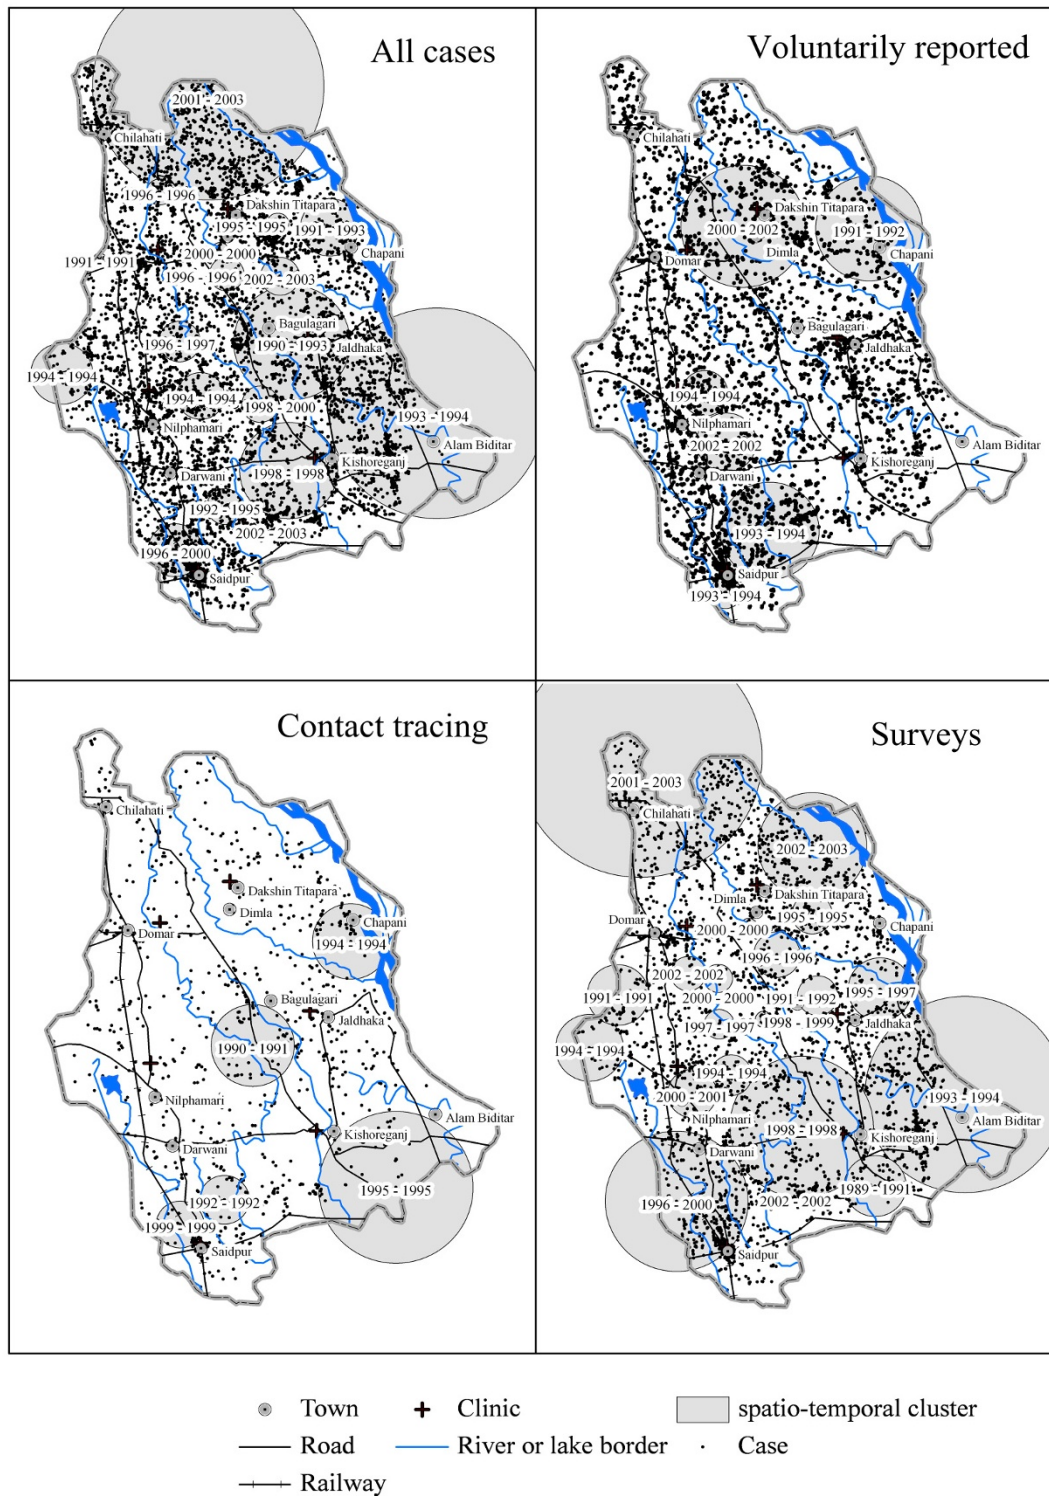 All cases
2001 - 2003
Chilahati
1996 - 1996
Dakshin Titapara
1995 - 1995
1991 - 1993
2000 - 2000
Chapani
1991 - 1991
1996 - 1996
2002 - 2003
Bagulagari
1996 - 1997
1990 - 1993
Jaldhaka
1994 - 1994
1994 - 1994
1998 - 2000
1993 - 1994
Nilphamari
Alam Biditar
Kishoreganj
Darwani
1998 - 1998
1992 - 1995
2002 - 2003
1996 - 2000
Saidpur
Voluntarily reported
Chilahati
Dakshin Titapara
2000 - 2002
1991 - 1992
Dimla
Chapani
Domar
Bagulagari
Jaldhaka
1994 - 1994
Nilphamari
2002 - 2002
Alam Biditar
Kishoreganj
Darwani
1993 - 1994
Saidpur
1993 - 1994
Contact tracing
Chilahati
Dakshin Titapara
Dimla
Chapani
Domar
1994 - 1994
Bagulagari
Jaldhaka
1990 - 1991
Nilphamari
Alam Biditar
Kishoreganj
Darwani
1995 - 1995
1992 - 1992
1999 - 1999
Saidpur
Surveys
2001 - 2003
Chilahati
2002 - 2003
Dakshin Titapara
Dimla
1995 - 1995
Domar
2000 - 2000
Chapani
1996 - 1996
2002 - 2002
1991 - 1991
2000 - 2000
1991 - 1992
1995 - 1997
1997 - 1997
1998 - 1999
Jaldhaka
1994 - 1994
1994 - 1994
2000 - 2001
1993 - 1994
Nilphamari
1998 - 1998
Alam Biditar
Kishoreganj
Darwani
1989 - 1991
1996 - 2000
2002 - 2002
Saidpur
Town
Clinic
spatio-temporal cluster
Road
River or lake border
Case
Railway